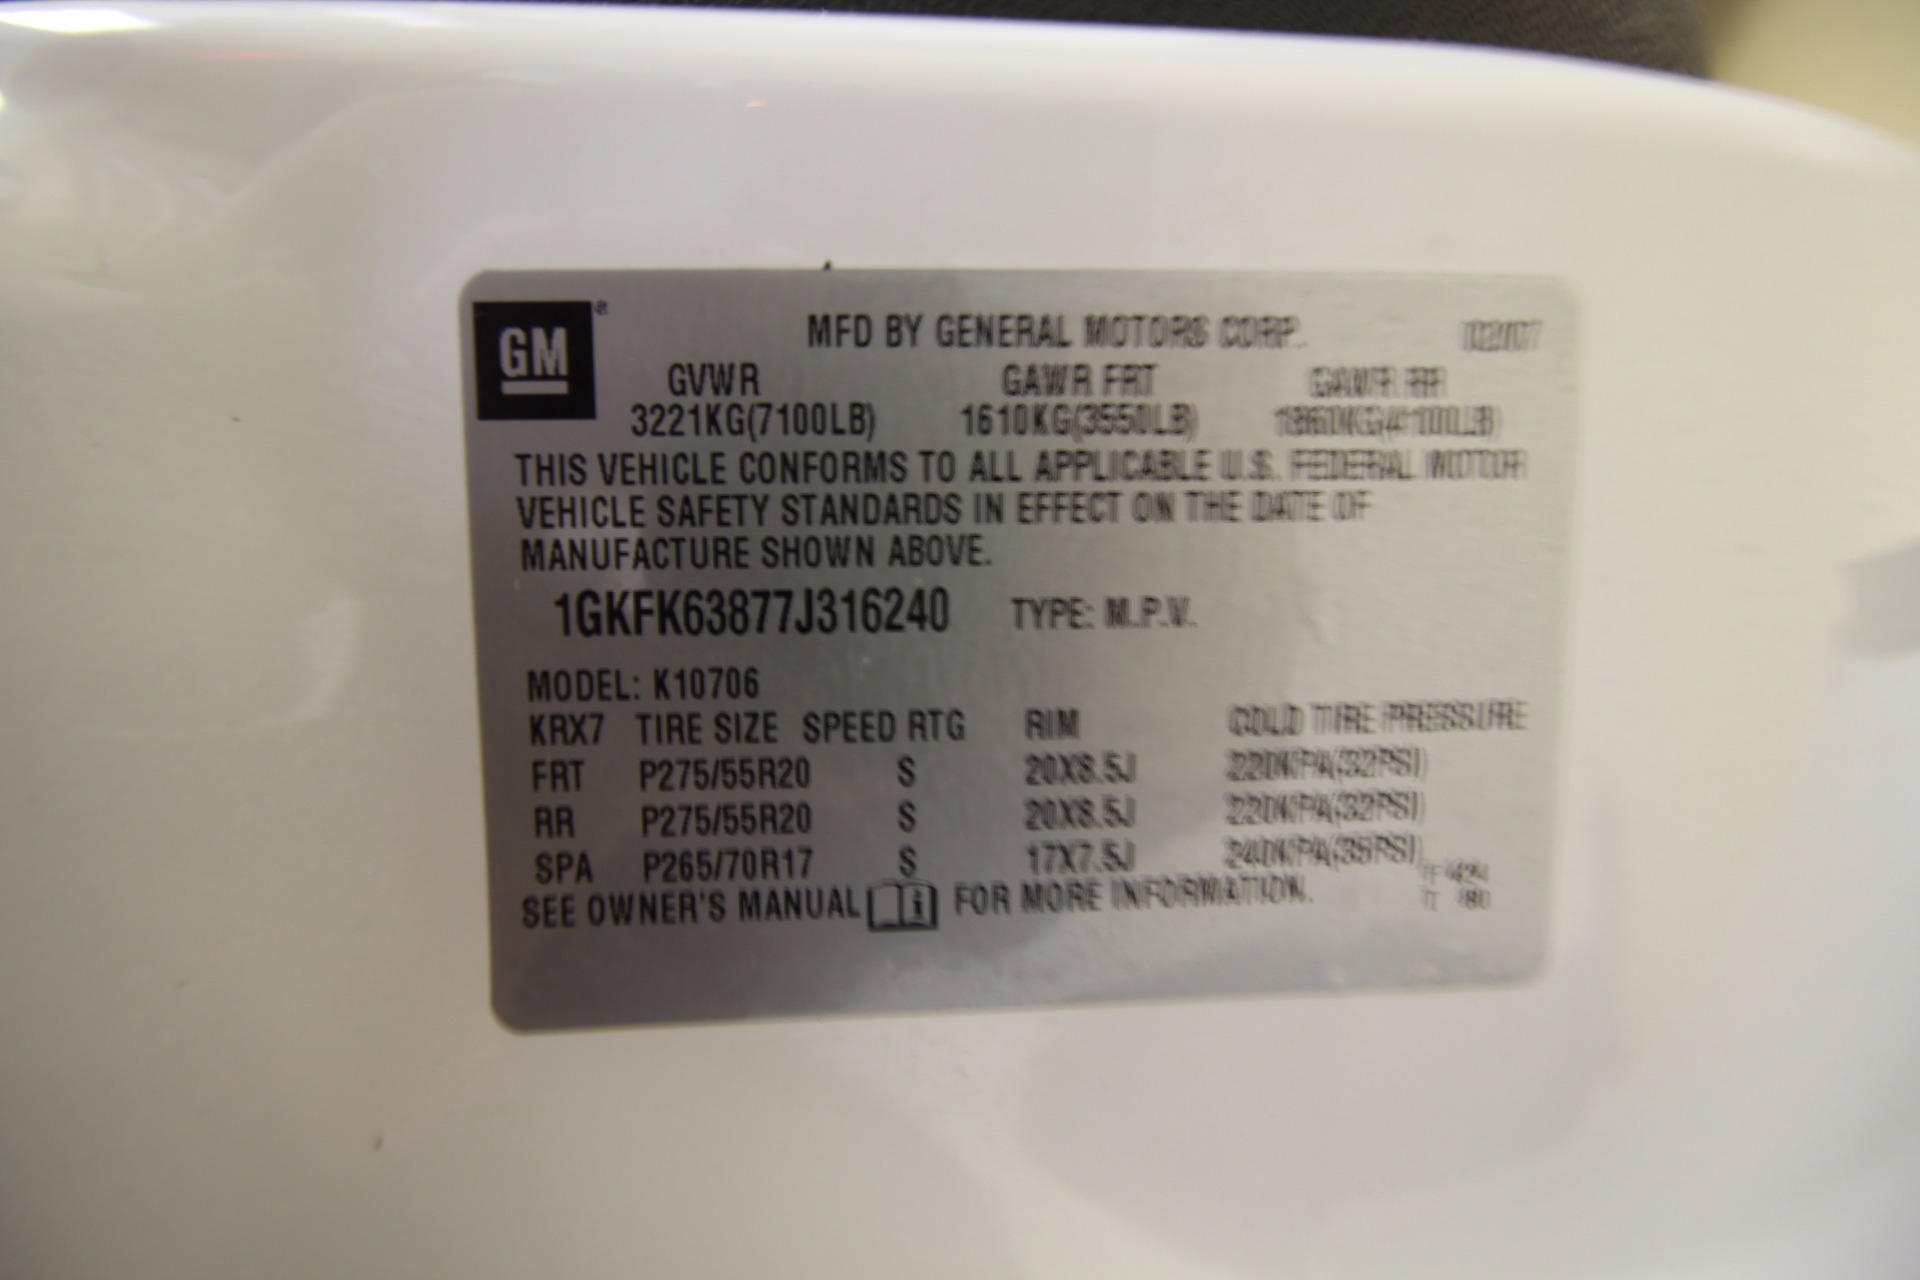 GM ®
MFD BY GENERAL MOTORS CORP. 02/07
GVWR GAWR FRT GAWR RR
3221KG(7100LB) 1610KG(3550LB) 1860KG(4100LB)
THIS VEHICLE CONFORMS TO ALL APPLICABLE U.S. FEDERAL MOTOR
VEHICLE SAFETY STANDARDS IN EFFECT ON THE DATE OF
MANUFACTURE SHOWN ABOVE.
1GKFK63877J316240 TYPE: M.P.V.
MODEL: K10706
KRX7 TIRE SIZE SPEED RTG RIM COLD TIRE PRESSURE
FRT P275/55R20 S 20X8.5J 220KPA(32PSI)
RR P275/55R20 S 20X8.5J 220KPA(32PSI)
SPA P265/70R17 S 17X7.5J 240KPA(35PSI)
SEE OWNER'S MANUAL i FOR MORE INFORMATION.